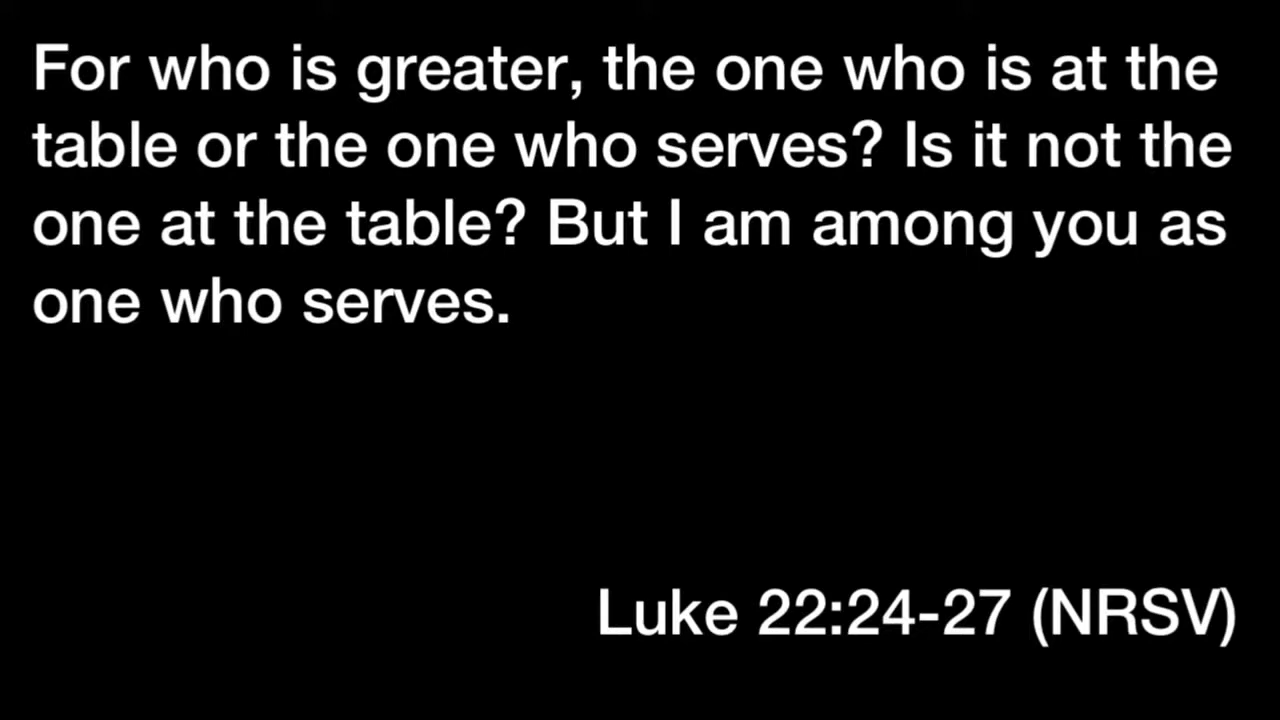 For who is greater, the one who is at the
table or the one who serves? Is it not the
one at the table? But I am among you as
one who serves.
Luke 22:24-27 (NRSV)